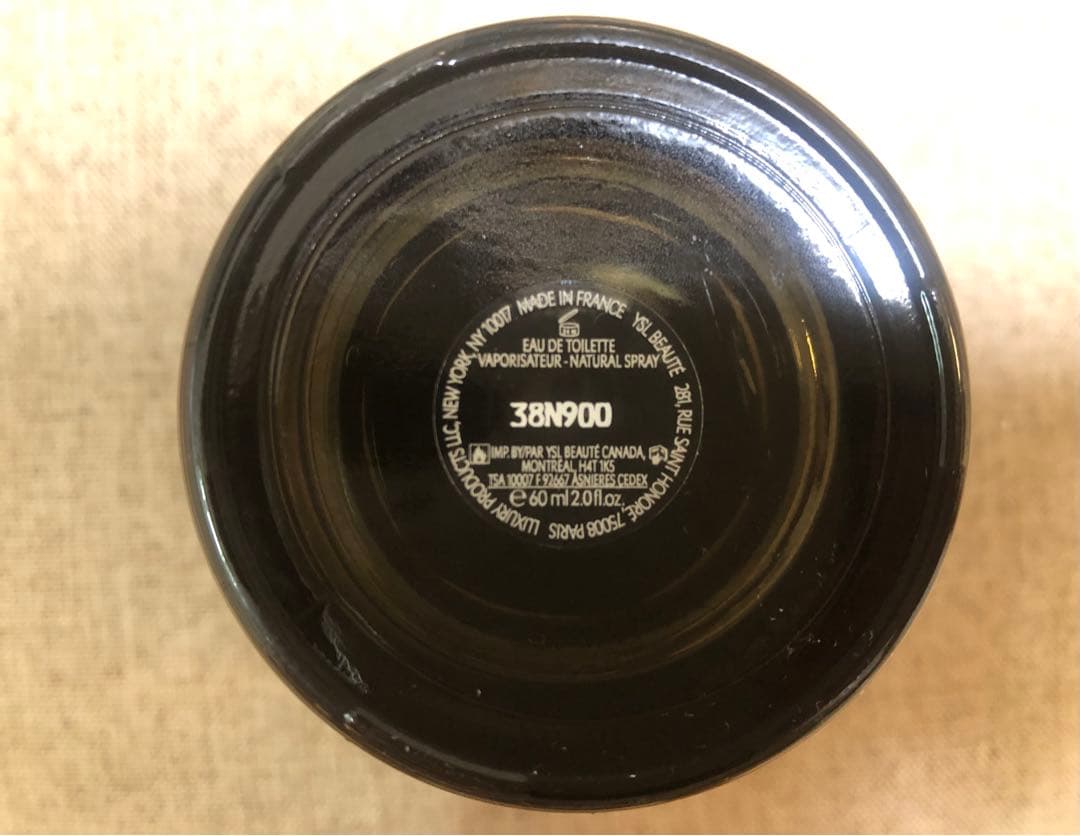 MADE IN FRANCE YSL BEAUTÉ 281, RUE SAINT HONORÉ, 75008 PARIS LUXURY PRODUCTS LLC, NEW YORK, NY 10017
EAU DE TOILETTE
VAPORISATEUR - NATURAL SPRAY
38N900
IMP. BY/PAR YSL BEAUTÉ CANADA,
MONTRÉAL, H4T 1K5
TSA 10007 F 92667 ASNIERES CEDEX
e 60 ml 2.0 fl.oz.